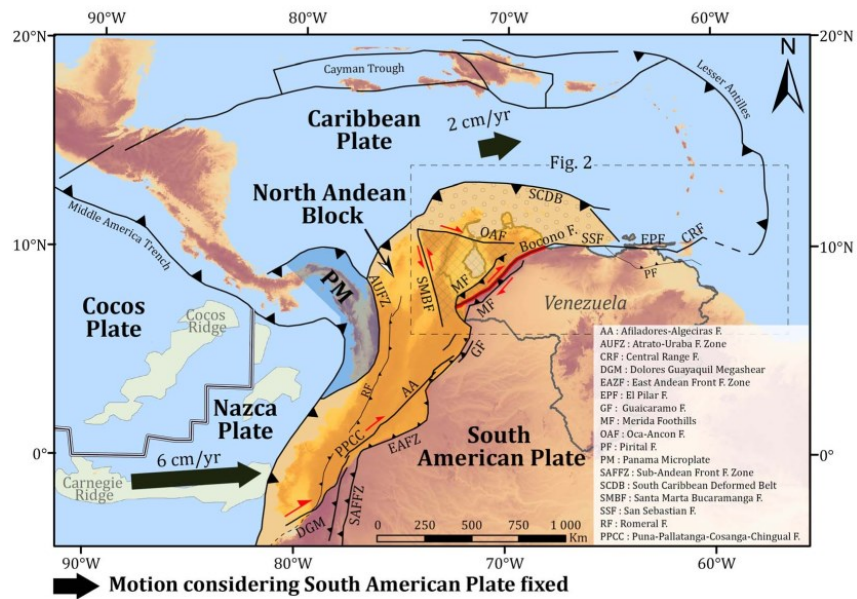 90°W
80°W
70°W
60°W
20°N
20°N
N
Cayman Trough
Lesser Antilles
Caribbean
Plate
2 cm/yr
Fig. 2
North Andean
Block
SCDB
Middle America Trench
10°N
10°N
OAF
Bocono F.
SSF
EPF
CRF
PF
PM
AUFZ
SMBF
MF
MF
Venezuela
Cocos
Plate
Cocos
Ridge
GF
RF
AA
Nazca
Plate
PPCC
EAFZ
South
American Plate
0°
0°
6 cm/yr
Carnegie
Ridge
SAFFZ
DGM
0 250 500 750 1 000
Km
AA : Afiladores-Algeciras F.
AUFZ : Atrato-Uraba F. Zone
CRF : Central Range F.
DGM : Dolores Guayaquil Megashear
EAZF : East Andean Front F. Zone
EPF : El Pilar F.
GF : Guaicaramo F.
MF : Merida Foothills
OAF : Oca-Ancon F.
PF : Pirital F.
PM : Panama Microplate
SAFFZ : Sub-Andean Front F. Zone
SCDB : South Caribbean Deformed Belt
SMBF : Santa Marta Bucaramanga F.
SSF : San Sebastian F.
RF : Romeral F.
PPCC : Puna-Pallatanga-Cosanga-Chingual F.
90°W
80°W
70°W
60°W
Motion considering South American Plate fixed